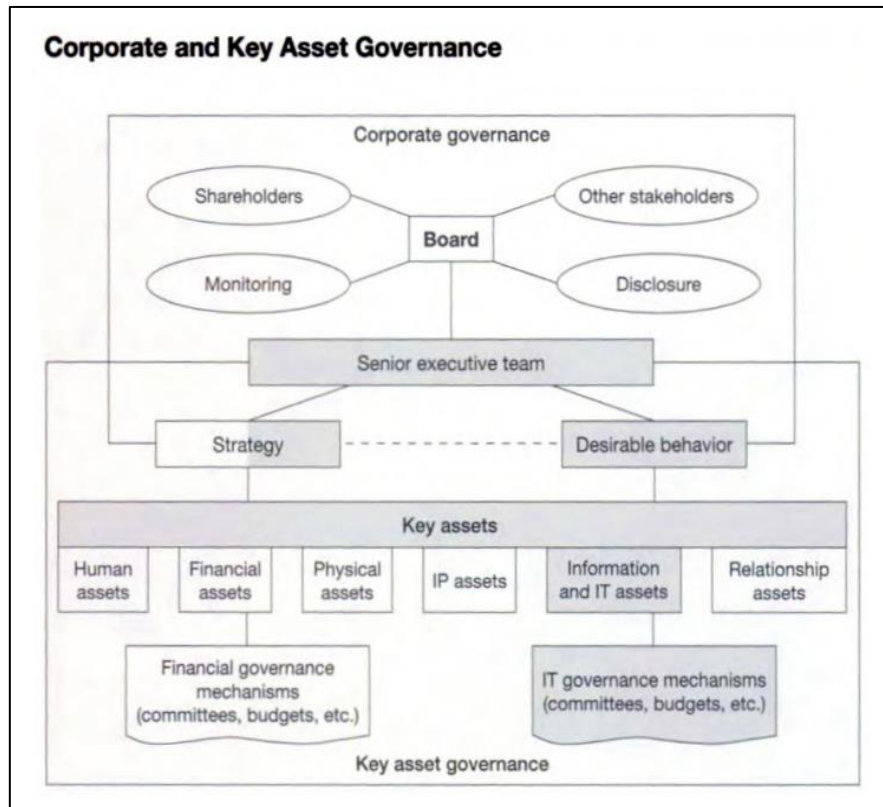 Corporate and Key Asset Governance
Corporate governance
Shareholders
Other stakeholders
Board
Monitoring
Disclosure
Senior executive team
Strategy
Desirable behavior
Key assets
Human
assets
Financial
assets
Physical
assets
IP assets
Information
and IT assets
Relationship
assets
Financial governance
mechanisms
(committees, budgets, etc.)
IT governance mechanisms
(committees, budgets, etc.)
Key asset governance